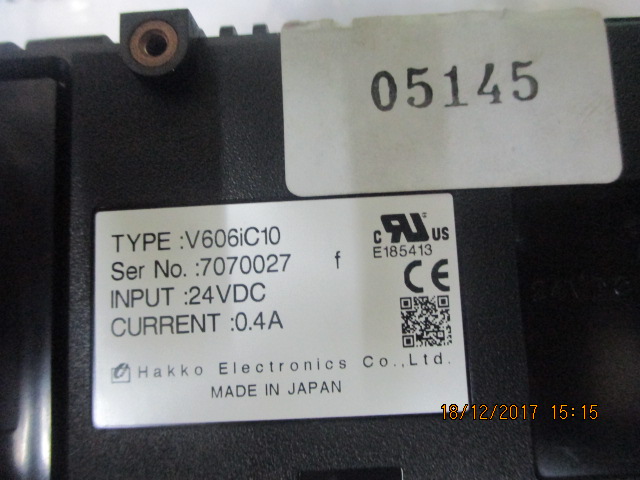 05145
TYPE :V606iC10
Ser No. :7070027 f
INPUT :24VDC
CURRENT :0.4A
c RU US
E185413
CE
Hakko Electronics Co.,Ltd.
MADE IN JAPAN
18/12/2017 15:15